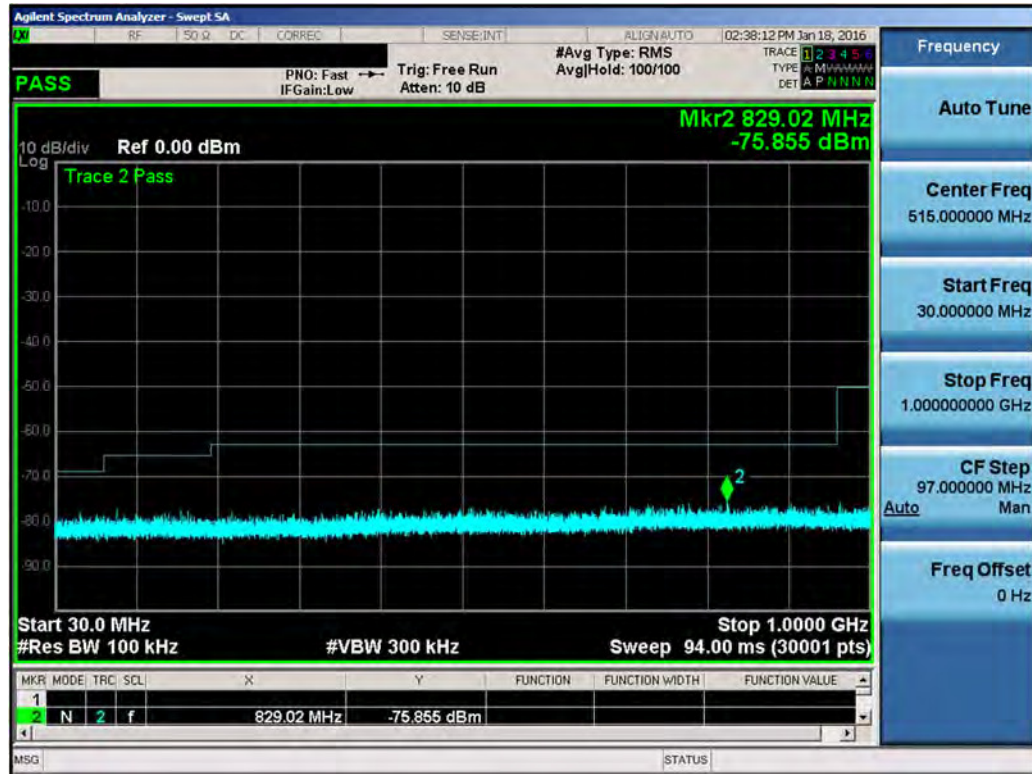 Agilent Spectrum Analyzer - Swept SA
LXI RF 50 Ω DC CORREC SENSE:INT ALIGN AUTO 02:38:12 PM Jan 18, 2016
#Avg Type: RMS TRACE 1 2 3 4 5 6
PNO: Fast Trig: Free Run Avg|Hold: 100/100 TYPE A M W W W W
PASS IFGain:Low Atten: 10 dB DET A P N N N N
Mkr2 829.02 MHz
-75.855 dBm
10 dB/div Ref 0.00 dBm
Log
Trace 2 Pass
-10.0
-20.0
-30.0
-40.0
-50.0
-60.0
-70.0
2
-80.0
-90.0
Start 30.0 MHz Stop 1.0000 GHz
#Res BW 100 kHz #VBW 300 kHz Sweep 94.00 ms (30001 pts)
MKR MODE TRC SCL X Y FUNCTION FUNCTION WIDTH FUNCTION VALUE
1
2 N 2 f 829.02 MHz -75.855 dBm
MSG STATUS
Frequency
Auto Tune
Center Freq
515.000000 MHz
Start Freq
30.000000 MHz
Stop Freq
1.000000000 GHz
CF Step
97.000000 MHz
Auto Man
Freq Offset
0 Hz